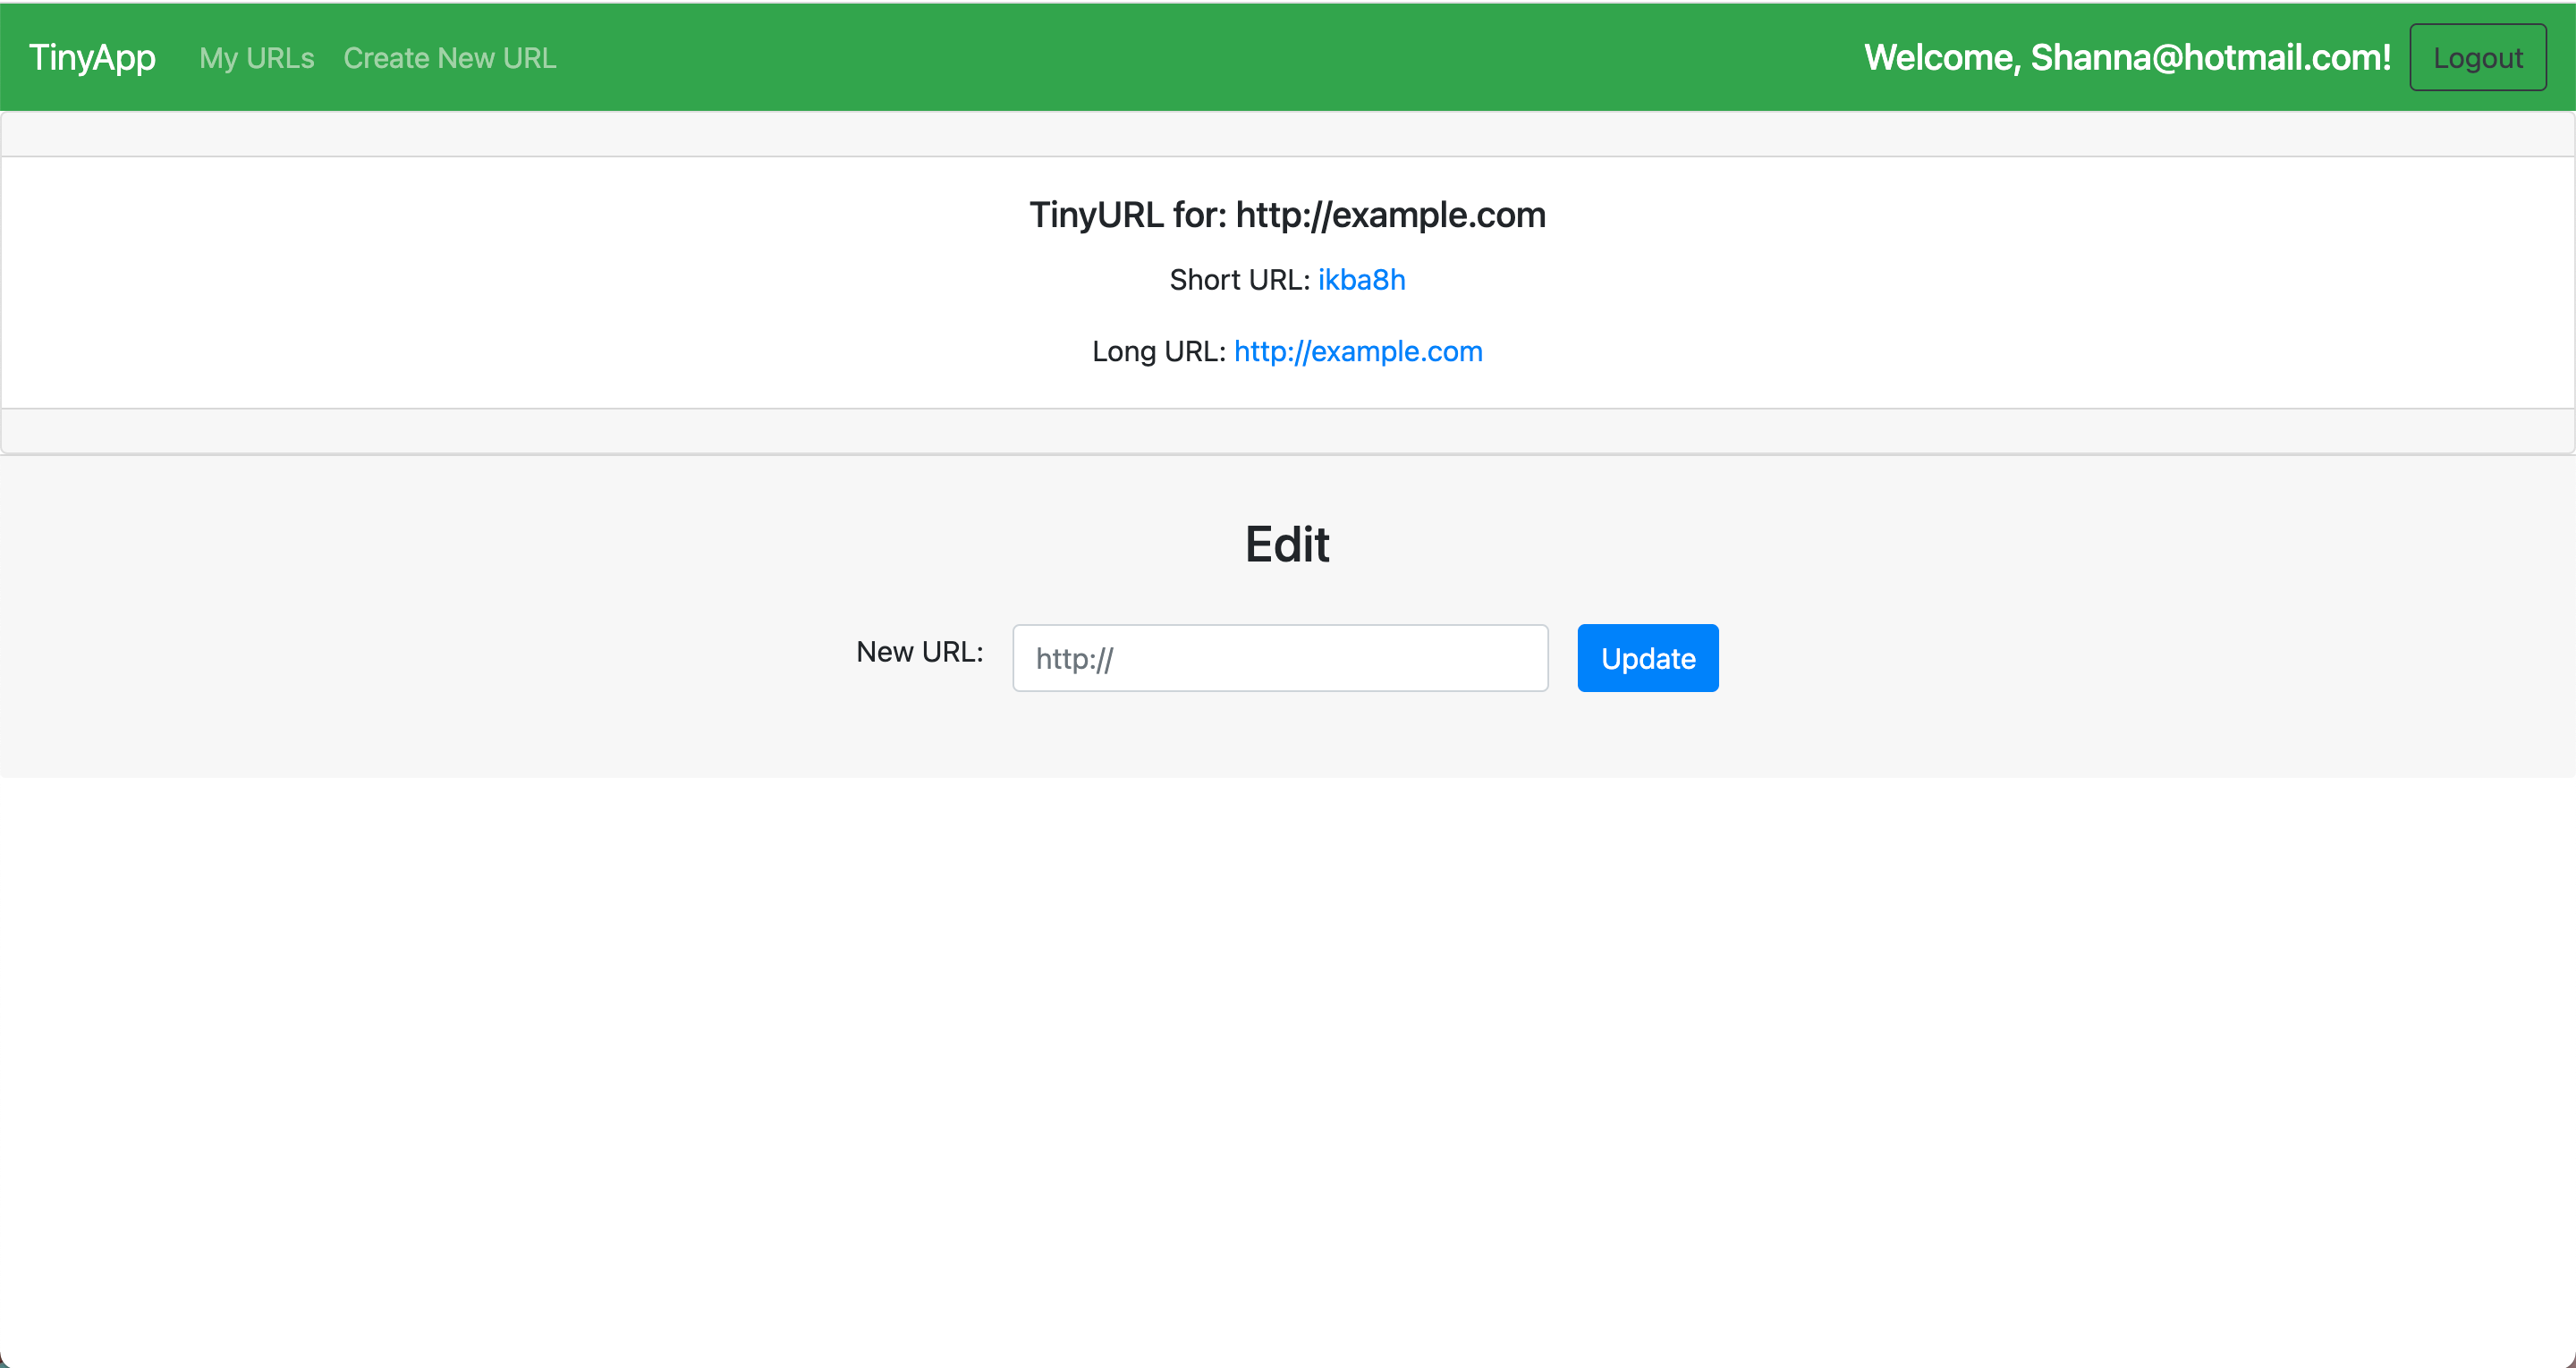 TinyApp My URLs Create New URL Welcome, Shanna@hotmail.com! Logout
TinyURL for: http://example.com
Short URL: ikba8h
Long URL: http://example.com
Edit
New URL: http:// Update